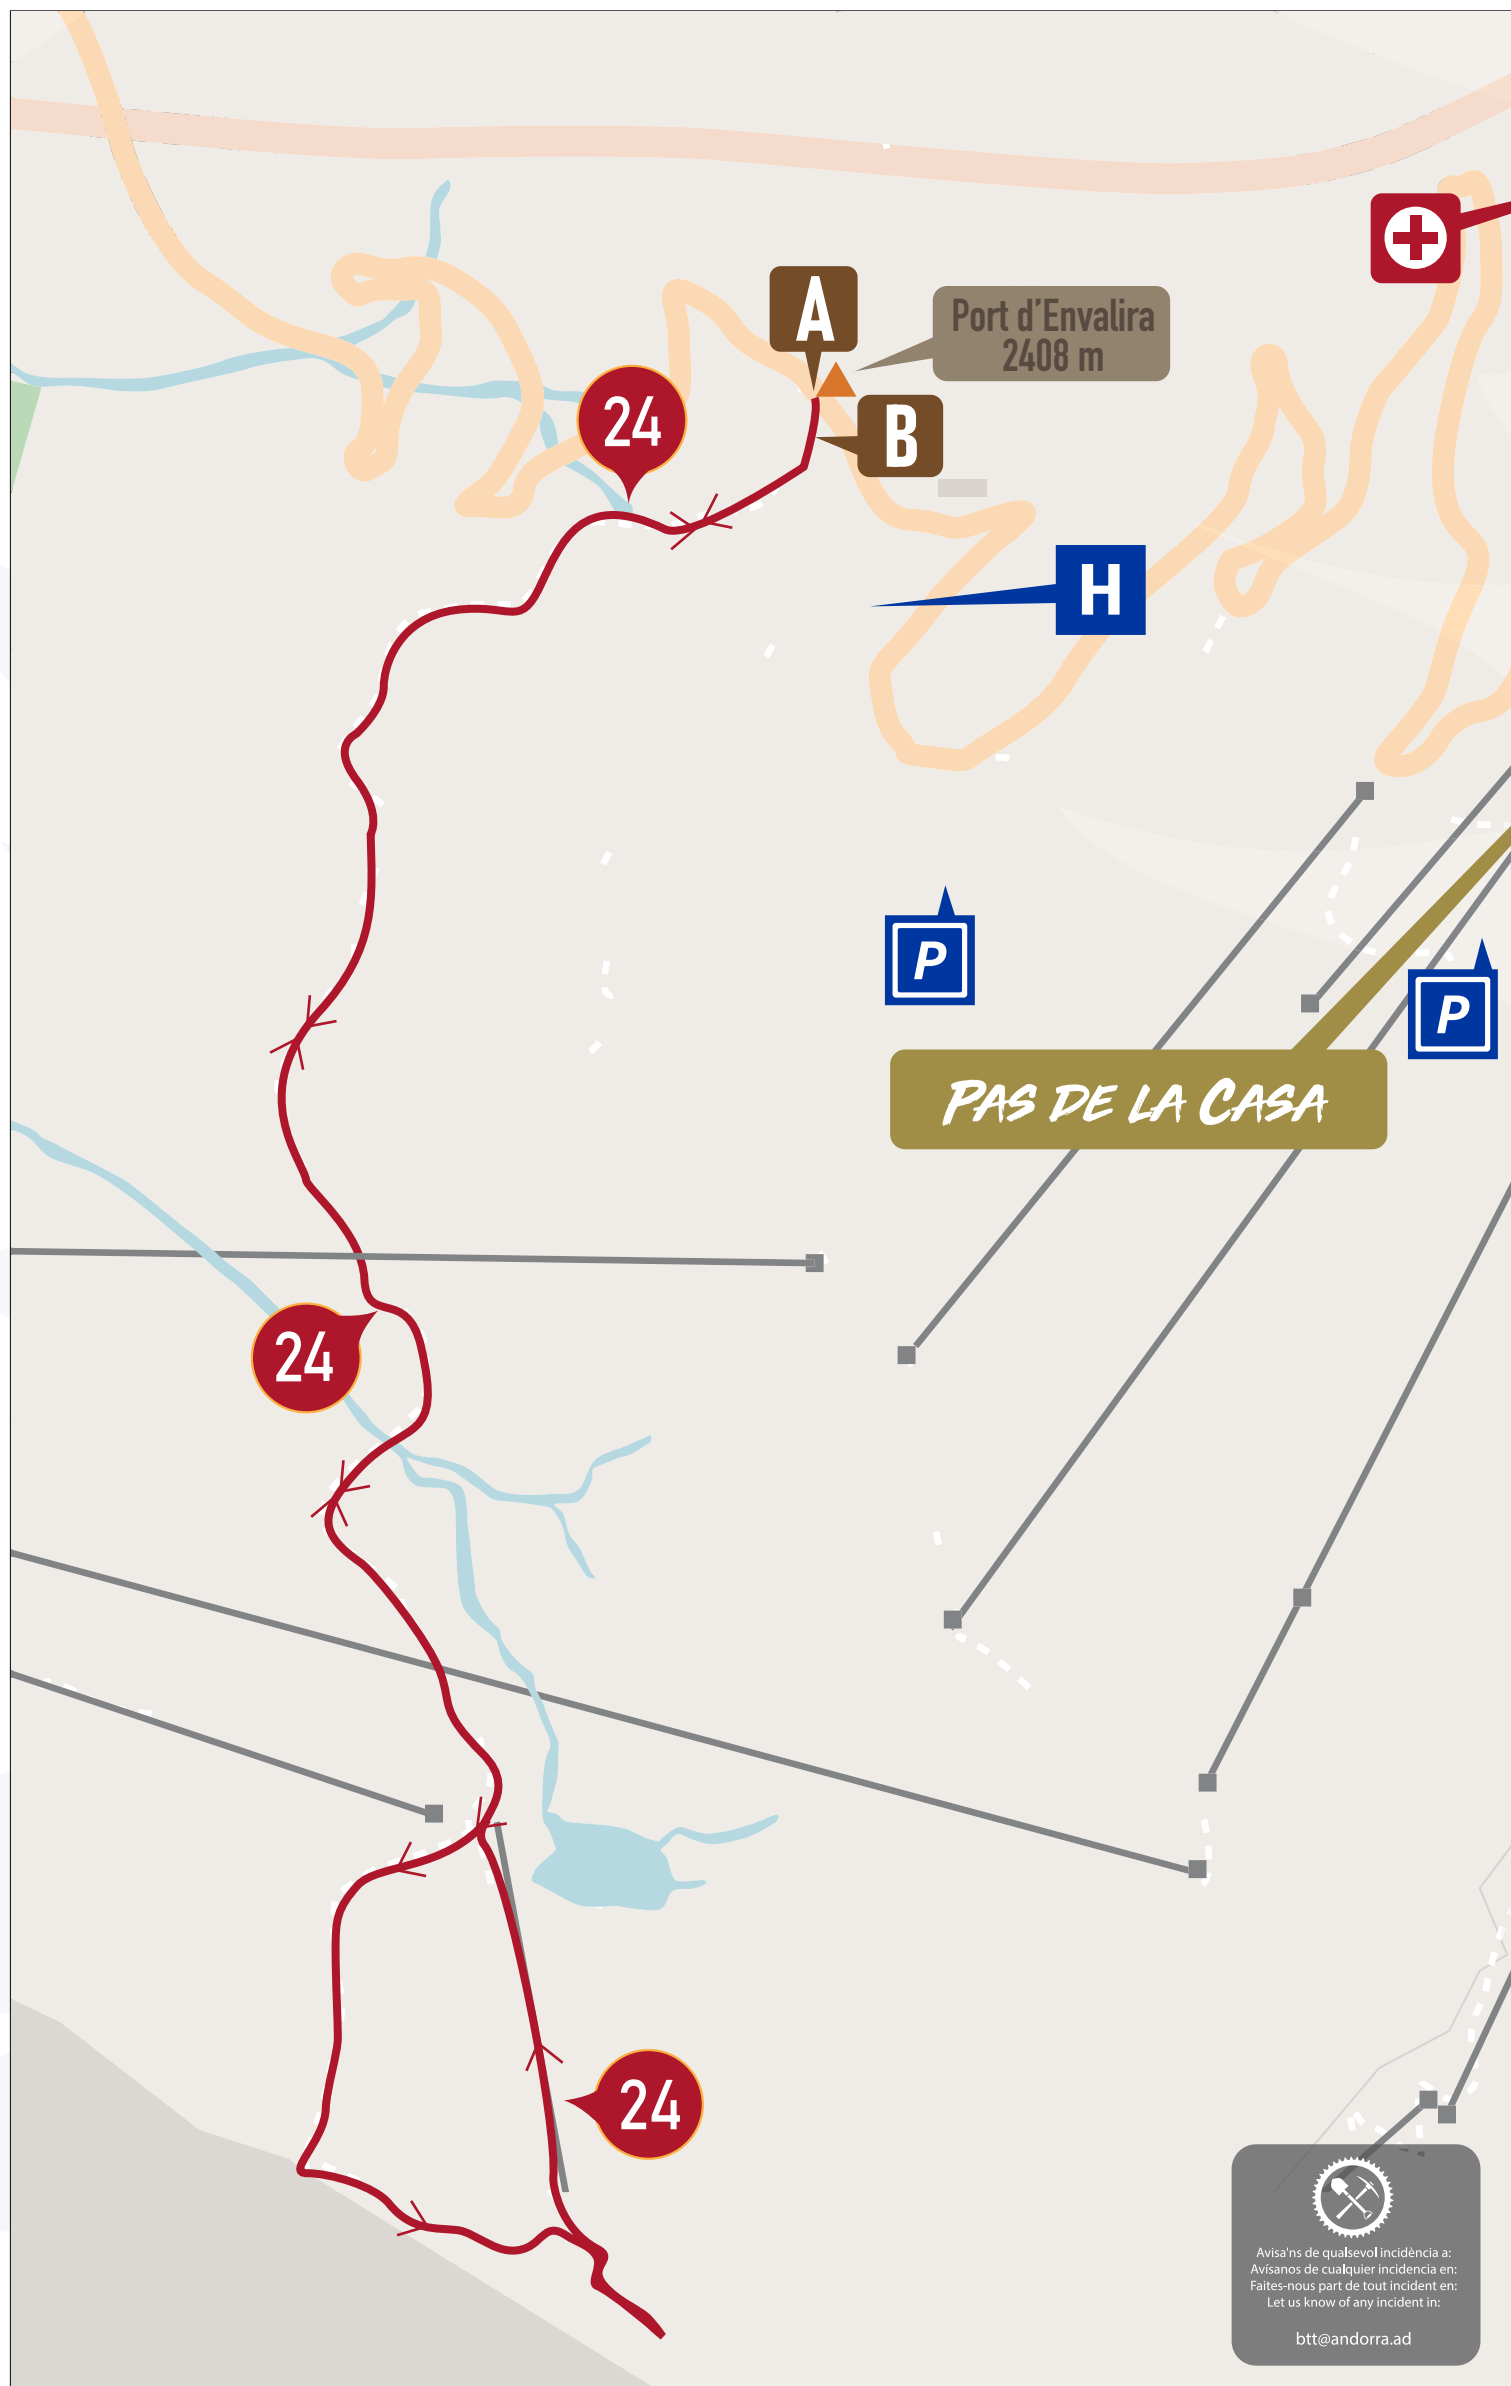 A
Port d'Envalira
2408 m
24
B
H
P
P
PAS DE LA CASA
24
24
Avisa'ns de qualsevol incidència a:
Avísanos de cualquier incidencia en:
Faites-nous part de tout incident en:
Let us know of any incident in:
btt@andorra.ad